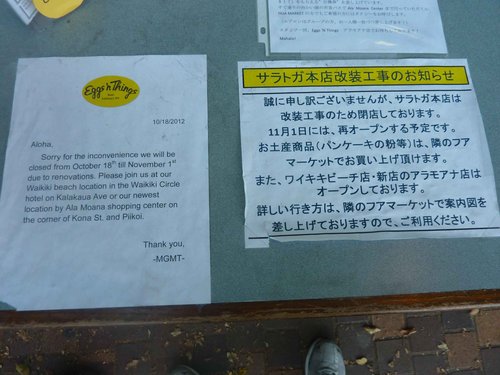 Eggs 'n Things
10/18/2012
Aloha,
Sorry for the inconvenience we will be
closed from October 18th till November 1st
due to renovations. Please join us at our
Waikiki beach location in the Waikiki Circle
hotel on Kalakaua Ave or our newest
location by Ala Moana shopping center on
the corner of Kona St. and Piikoi.
Thank you,
-MGMT-
Mahalo!
サラトガ本店改装工事のお知らせ
誠に申し訳ございませんが、サラトガ本店は
改装工事のため閉店しております。
11月1日には、再オープンする予定です。
お土産商品(パンケーキの粉等)は、隣のフア
マーケットでお買い上げ頂けます。
また、ワイキキビーチ店・新店のアラモアナ店は
オープンしております。
詳しい行き方は、隣のフアマーケットで案内図を
差し上げておりますので、ご利用ください。